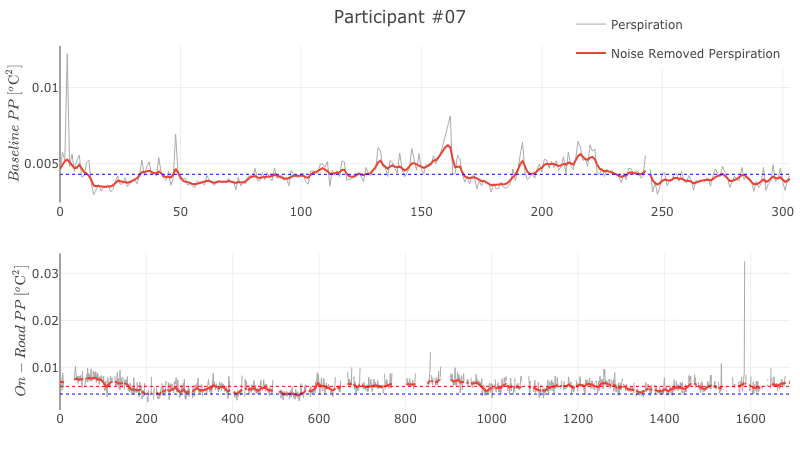 Participant #07
Perspiration
Noise Removed Perspiration
Baseline PP [°C²]
0.01
0.005
0 50 100 150 200 250 300
On − Road PP [°C²]
0.03
0.02
0.01
0 200 400 600 800 1000 1200 1400 1600